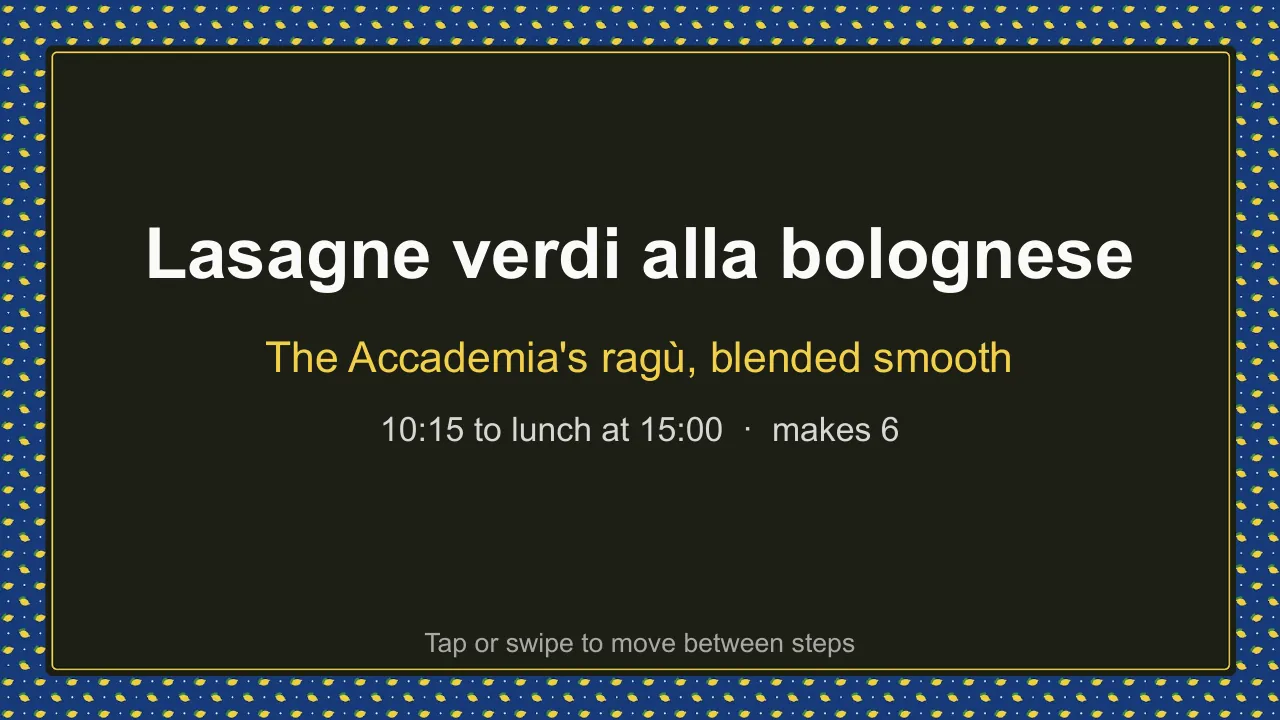 Lasagne verdi alla bolognese
The Accademia's ragù, blended smooth
10:15 to lunch at 15:00 · makes 6
Tap or swipe to move between steps